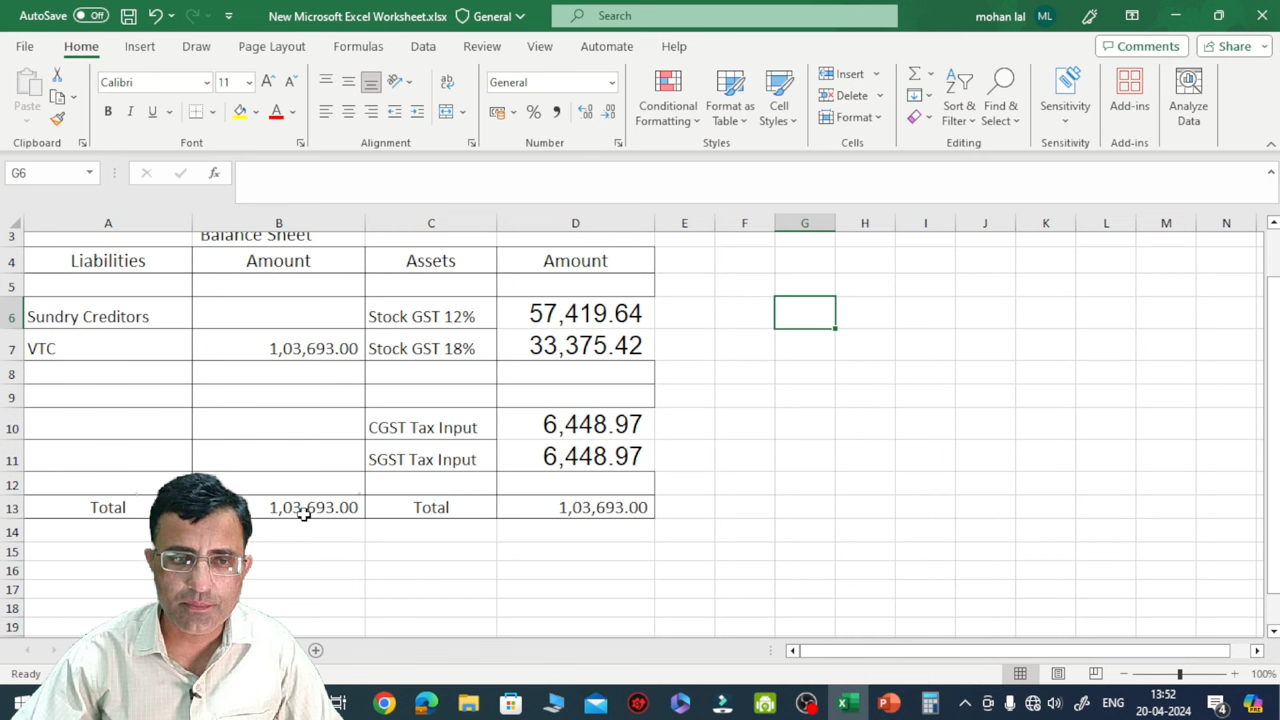 AutoSave Off New Microsoft Excel Worksheet.xlsx General Search mohan lal ML
File Home Insert Draw Page Layout Formulas Data Review View Automate Help Comments Share
Paste Calibri 11 General Conditional Formatting Format as Table Cell Styles Insert Delete Format Sort & Filter Find & Select Sensitivity Add-ins Analyze Data
B I U
Clipboard Font Alignment Number Styles Cells Editing Sensitivity Add-ins
G6 fx
A B C D E F G H I J K L M N
3 Balance Sheet
4 Liabilities Amount Assets Amount
5
6 Sundry Creditors Stock GST 12% 57,419.64
7 VTC 1,03,693.00 Stock GST 18% 33,375.42
8
9
10 CGST Tax Input 6,448.97
11 SGST Tax Input 6,448.97
12
13 Total 1,03,693.00 Total 1,03,693.00
14
15
16
17
18
19
Ready 100%
ENG 13:52
20-04-2024 4